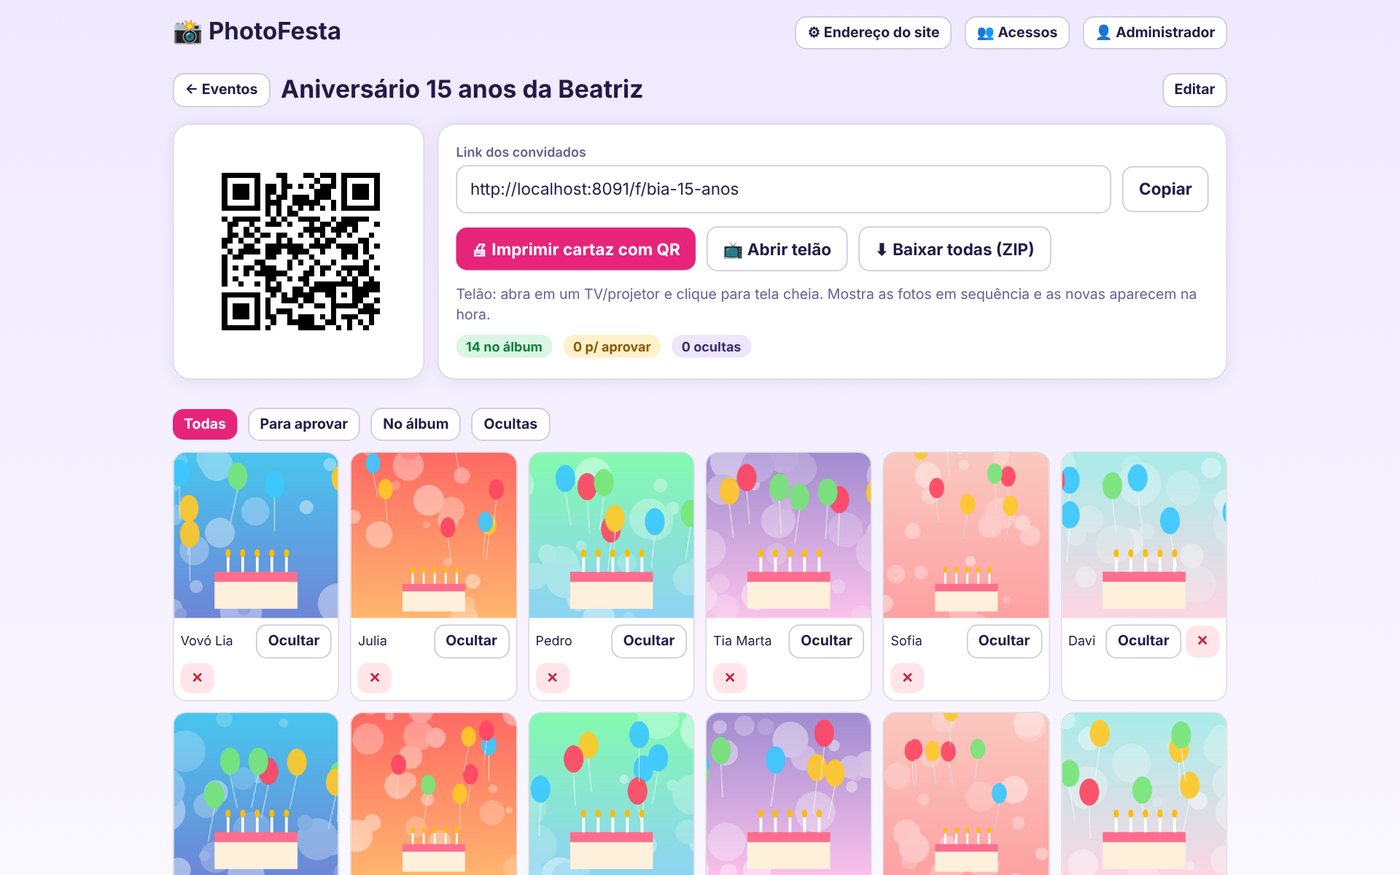 📸 PhotoFesta
⚙ Endereço do site
👥 Acessos
👤 Administrador
← Eventos
Aniversário 15 anos da Beatriz
Editar
Link dos convidados
http://localhost:8091/f/bia-15-anos
Copiar
🖨 Imprimir cartaz com QR
📺 Abrir telão
⬇ Baixar todas (ZIP)
Telão: abra em um TV/projetor e clique para tela cheia. Mostra as fotos em sequência e as novas aparecem na
hora.
14 no álbum
0 p/ aprovar
0 ocultas
Todas
Para aprovar
No álbum
Ocultas
Vovó Lia
Ocultar
✕
Julia
Ocultar
✕
Pedro
Ocultar
✕
Tia Marta
Ocultar
✕
Sofia
Ocultar
✕
Davi
Ocultar
✕